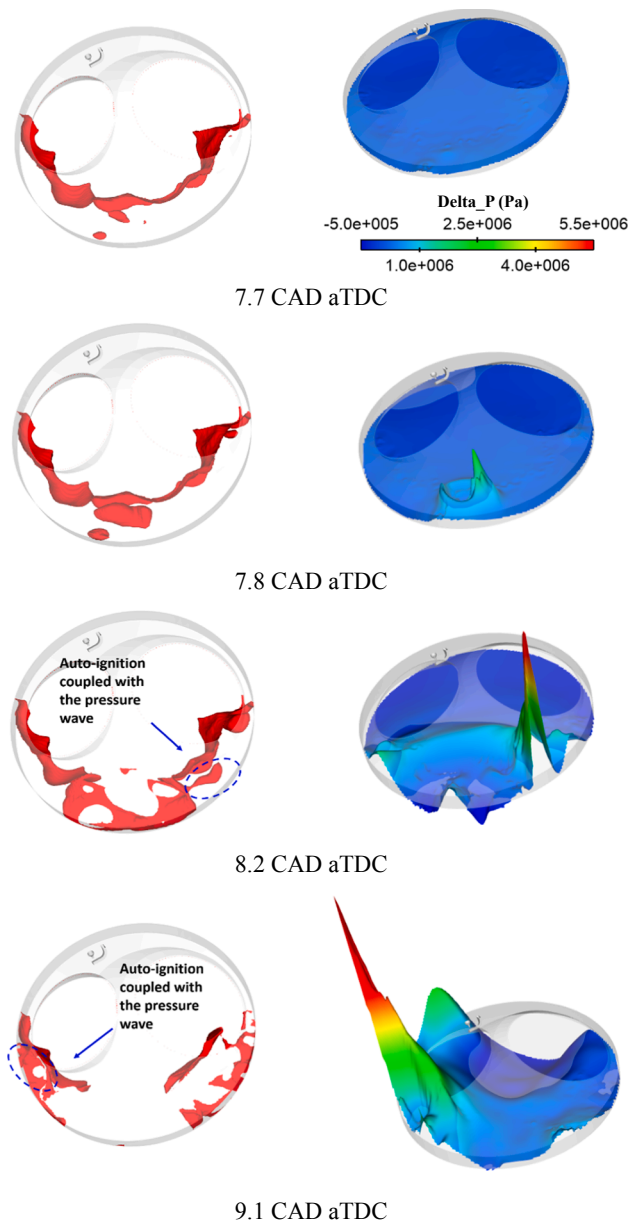 Delta_P (Pa)
-5.0e+005 2.5e+006 5.5e+006
1.0e+006 4.0e+006
7.7 CAD aTDC
7.8 CAD aTDC
Auto-ignition
coupled with
the pressure
wave
8.2 CAD aTDC
Auto-ignition
coupled with
the pressure
wave
9.1 CAD aTDC